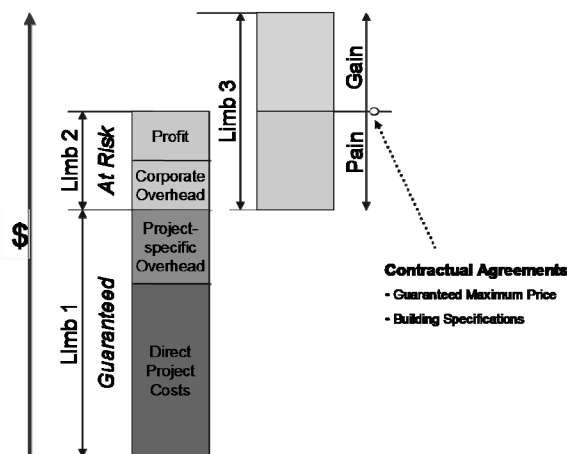 $
Limb 1
Limb 2
Guaranteed
At Risk
Profit
Corporate
Overhead
Project-
specific
Overhead
Direct
Project
Costs
Limb 3
Gain
Pain
Contractual Agreements
- Guaranteed Maximum Price
- Building Specifications